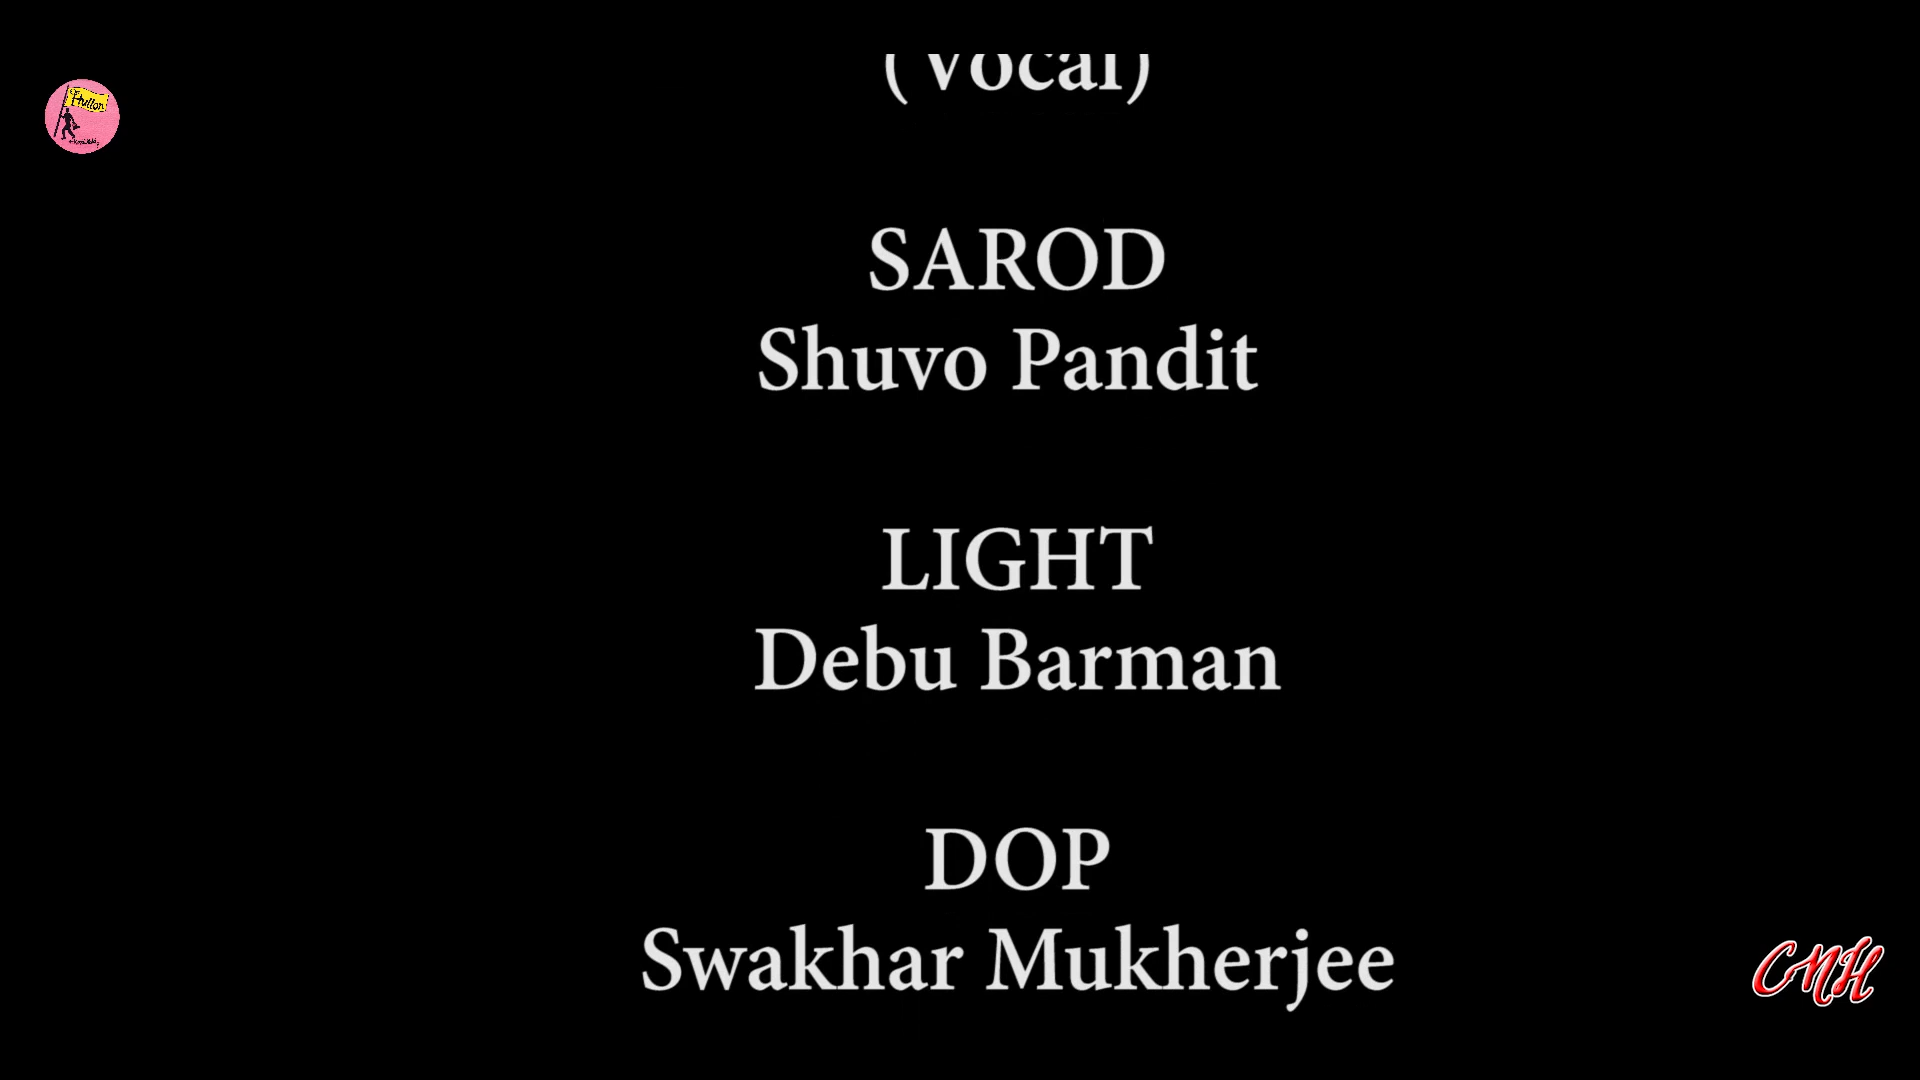 (Vocal)
SAROD
Shuvo Pandit
LIGHT
Debu Barman
DOP
Swakhar Mukherjee
CNH